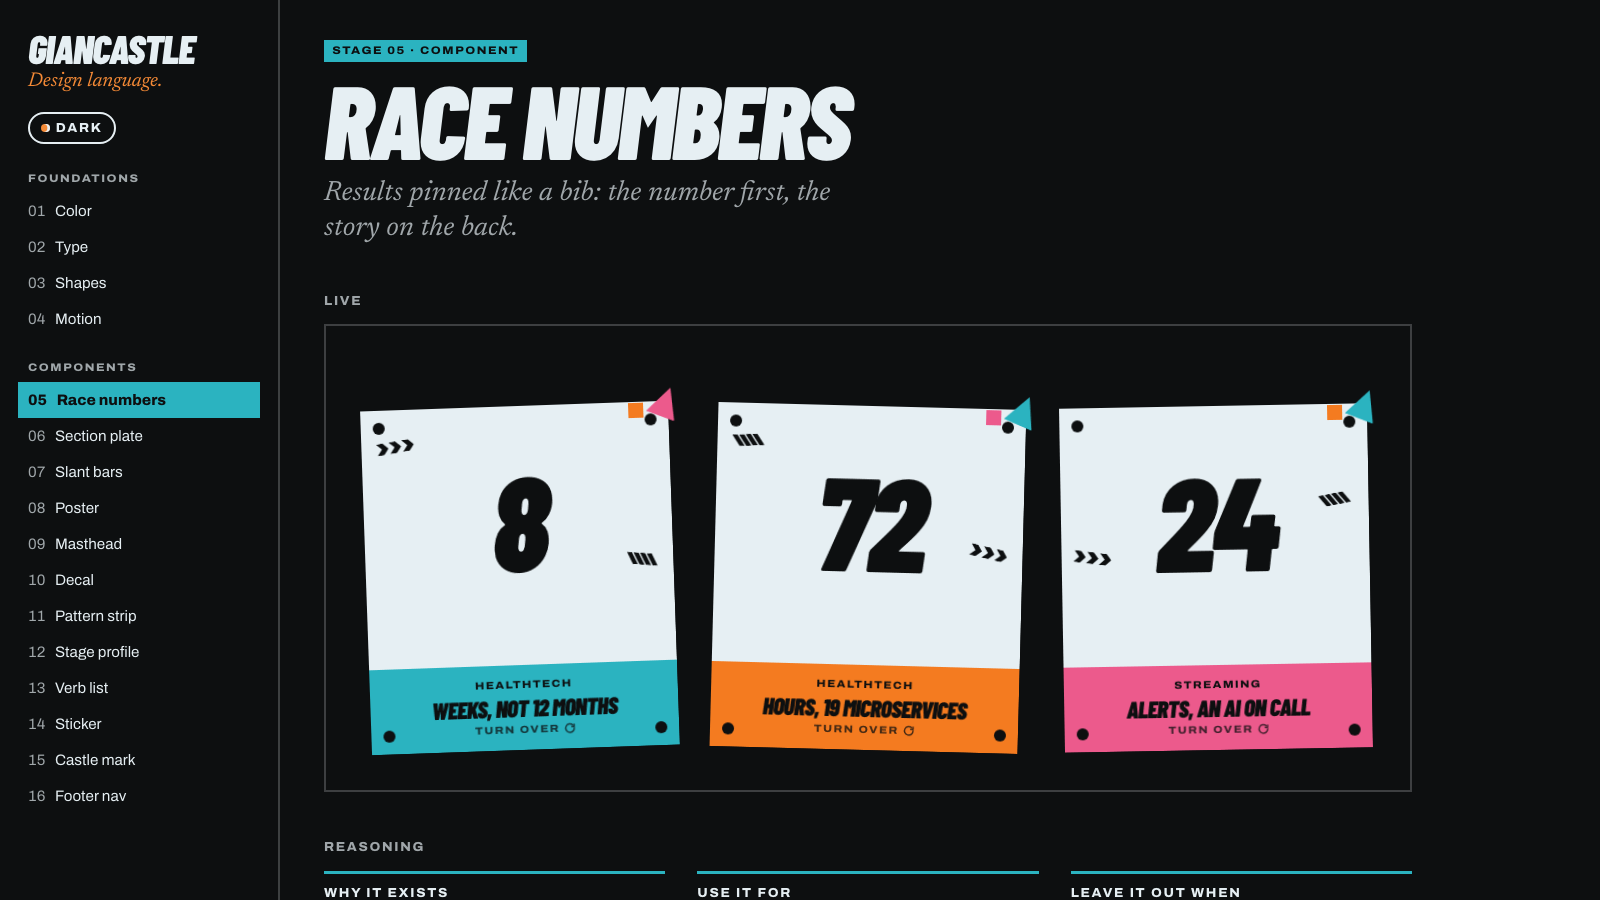 GIANCASTLE
Design language.
DARK
FOUNDATIONS
01 Color
02 Type
03 Shapes
04 Motion
COMPONENTS
05 Race numbers
06 Section plate
07 Slant bars
08 Poster
09 Masthead
10 Decal
11 Pattern strip
12 Stage profile
13 Verb list
14 Sticker
15 Castle mark
16 Footer nav
STAGE 05 · COMPONENT
RACE NUMBERS
Results pinned like a bib: the number first, the
story on the back.
LIVE
8
HEALTHTECH
WEEKS, NOT 12 MONTHS
TURN OVER
72
HEALTHTECH
HOURS, 19 MICROSERVICES
TURN OVER
24
STREAMING
ALERTS, AN AI ON CALL
TURN OVER
REASONING
WHY IT EXISTS
USE IT FOR
LEAVE IT OUT WHEN